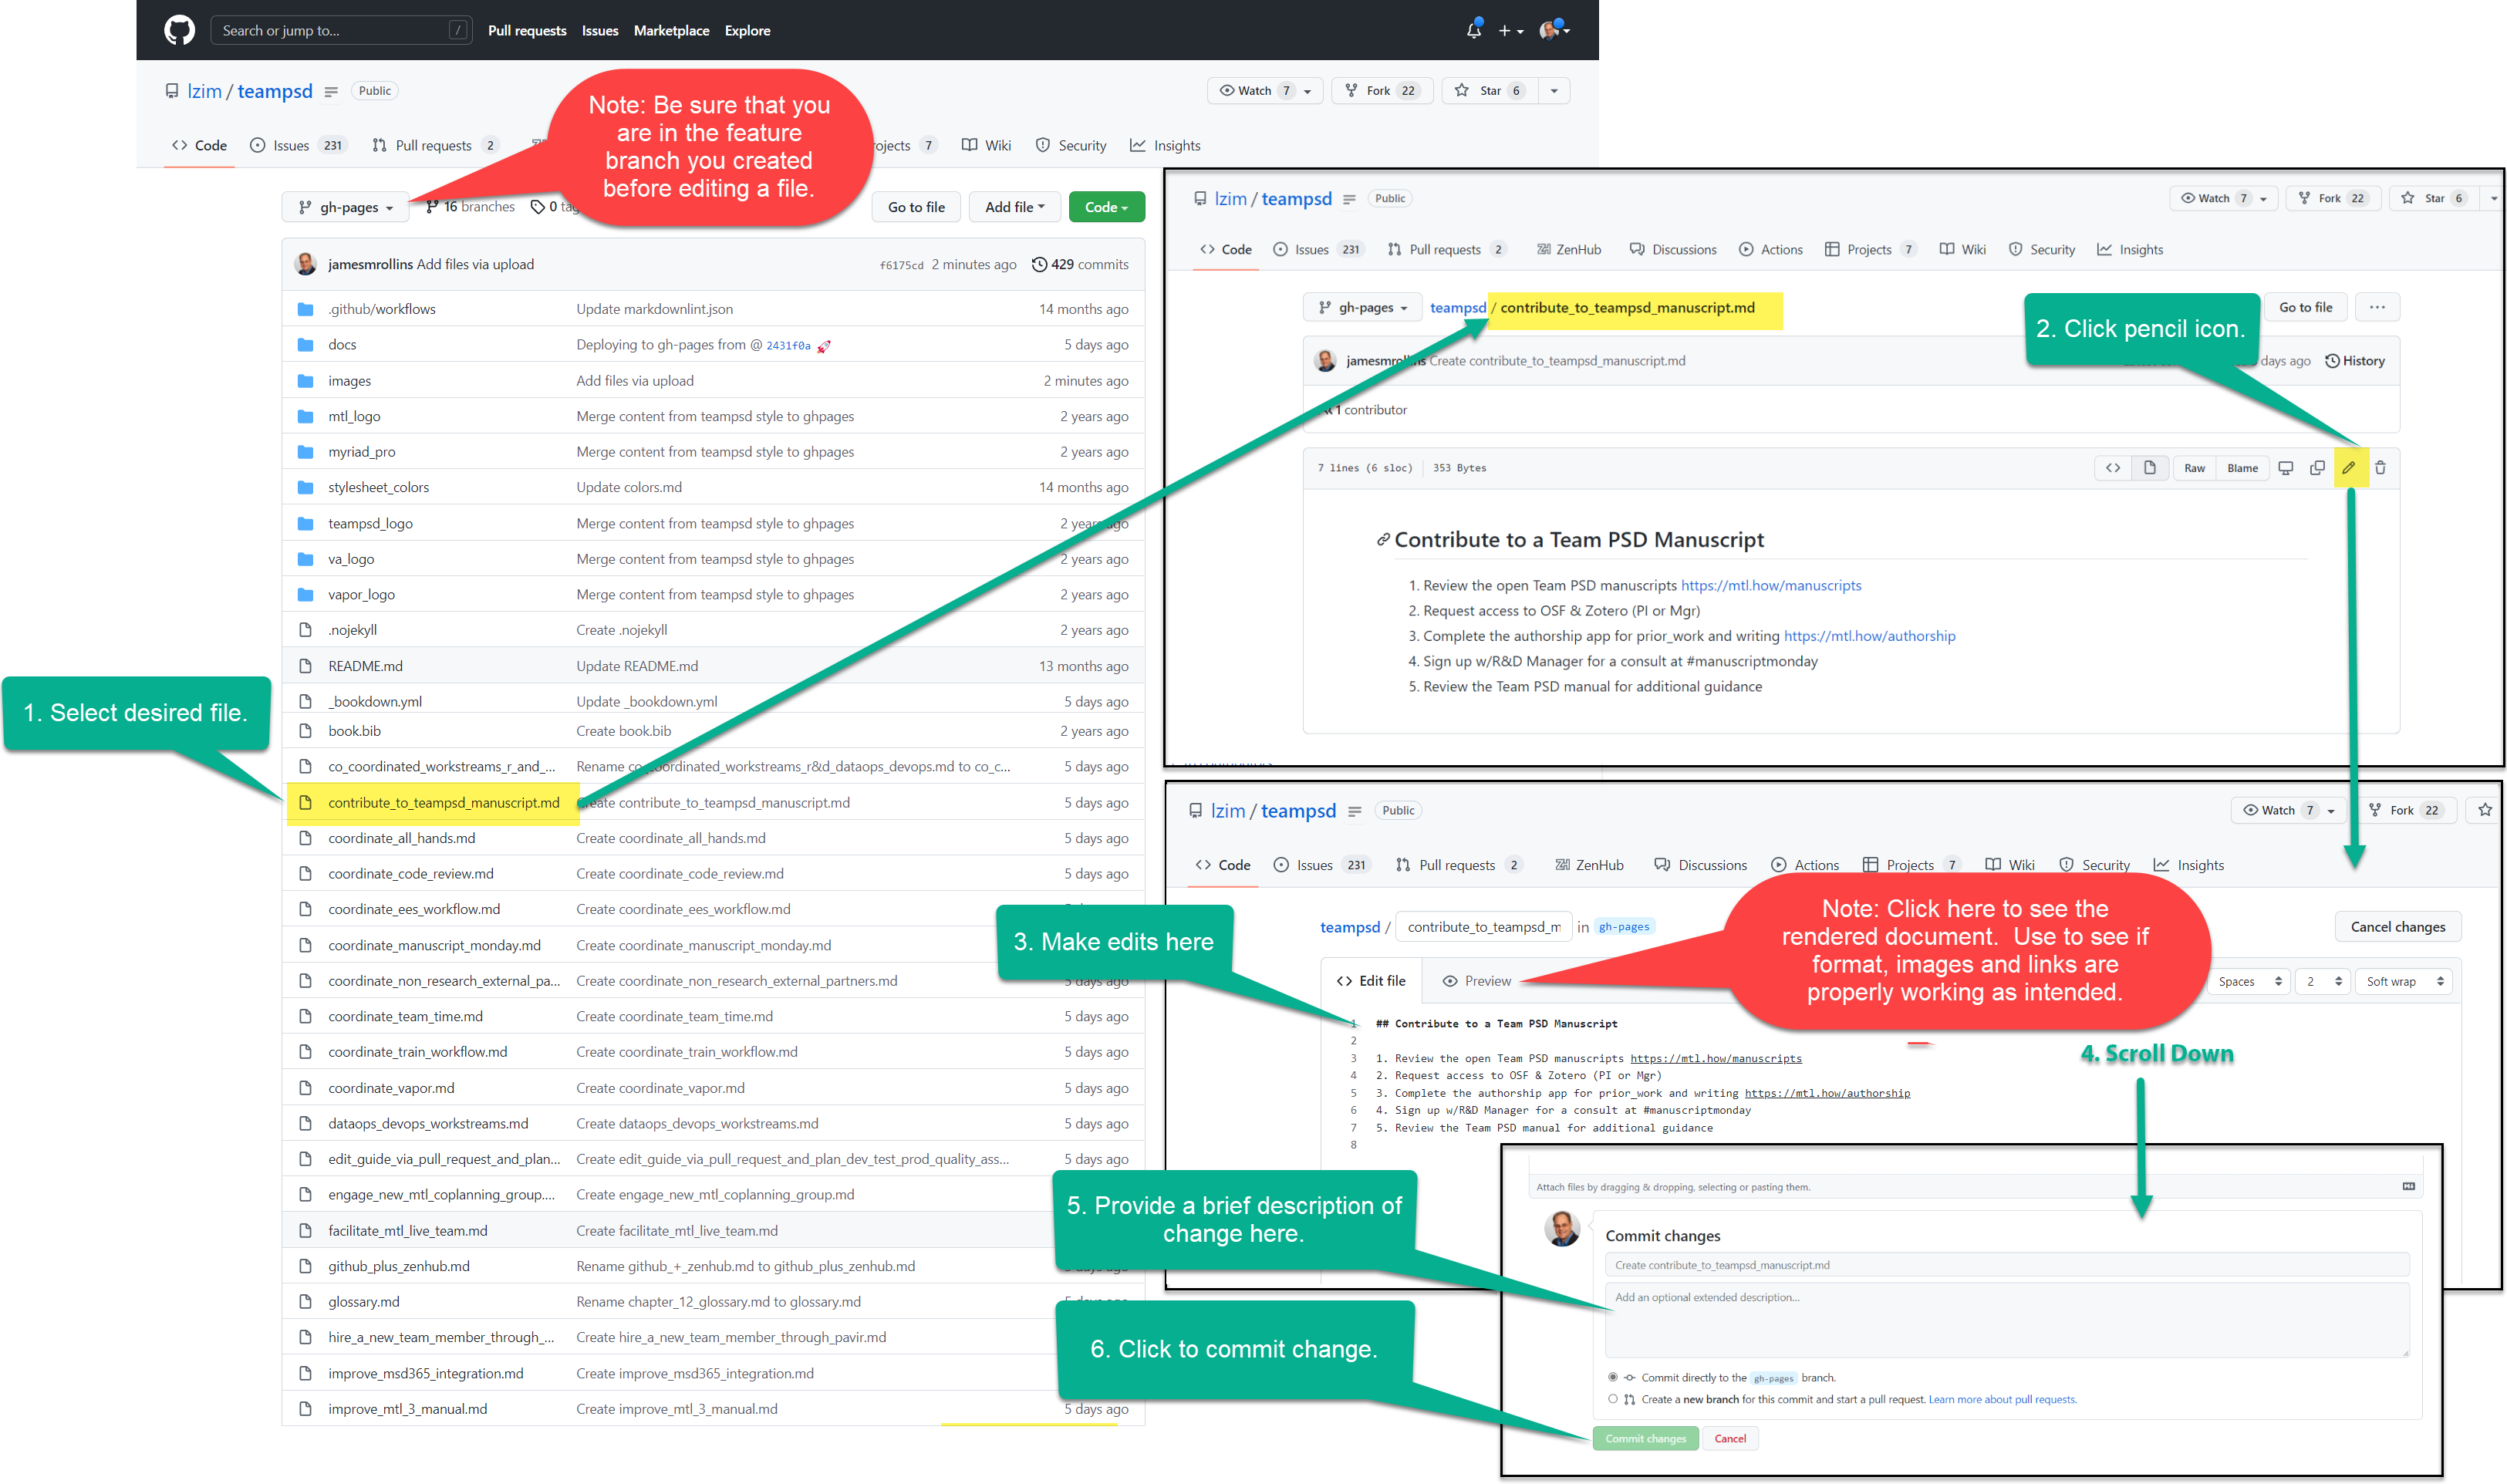 Search or jump to...
/
Pull requests
Issues
Marketplace
Explore
lzim / teampsd
Public
Watch 7
Fork 22
Star 6
Code
Issues 231
Pull requests 2
ojects 7
Wiki
Security
Insights
Note: Be sure that you
are in the feature
branch you created
before editing a file.
gh-pages
16 branches
0
Go to file
Add file
Code
jamesmrollins Add files via upload
f6175cd 2 minutes ago
429 commits
.github/workflows Update markdownlint.json 14 months ago
docs Deploying to gh-pages from @ 2431f0a 🚀 5 days ago
images Add files via upload 2 minutes ago
mtl_logo Merge content from teampsd style to ghpages 2 years ago
myriad_pro Merge content from teampsd style to ghpages 2 years ago
stylesheet_colors Update colors.md 14 months ago
teampsd_logo Merge content from teampsd style to ghpages 2 years ago
va_logo Merge content from teampsd style to ghpages 2 years ago
vapor_logo Merge content from teampsd style to ghpages 2 years ago
.nojekyll Create .nojekyll 2 years ago
README.md Update README.md 13 months ago
_bookdown.yml Update _bookdown.yml 5 days ago
book.bib Create book.bib 2 years ago
co_coordinated_workstreams_r_and_... Rename co_coordinated_workstreams_r&d_dataops_devops.md to co_c... 5 days ago
contribute_to_teampsd_manuscript.md Create contribute_to_teampsd_manuscript.md 5 days ago
coordinate_all_hands.md Create coordinate_all_hands.md 5 days ago
coordinate_code_review.md Create coordinate_code_review.md 5 days ago
coordinate_ees_workflow.md Create coordinate_ees_workflow.md
coordinate_manuscript_monday.md Create coordinate_manuscript_monday.md
coordinate_non_research_external_pa... Create coordinate_non_research_external_partners.md 5 days ago
coordinate_team_time.md Create coordinate_team_time.md 5 days ago
coordinate_train_workflow.md Create coordinate_train_workflow.md 5 days ago
coordinate_vapor.md Create coordinate_vapor.md 5 days ago
dataops_devops_workstreams.md Create dataops_devops_workstreams.md 5 days ago
edit_guide_via_pull_request_and_plan... Create edit_guide_via_pull_request_and_plan_dev_test_prod_quality_ass... 5 days ago
engage_new_mtl_coplanning_group.... Create engage_new_mtl_coplanning_group.md
facilitate_mtl_live_team.md Create facilitate_mtl_live_team.md
github_plus_zenhub.md Rename github_+_zenhub.md to github_plus_zenhub.md
glossary.md Rename chapter_12_glossary.md to glossary.md
hire_a_new_team_member_through_... Create hire_a_new_team_member_through_pavir.md
improve_msd365_integration.md Create improve_msd365_integration.md
improve_mtl_3_manual.md Create improve_mtl_3_manual.md 5 days ago
1. Select desired file.
lzim / teampsd
Public
Watch 7
Fork 22
Star 6
Code
Issues 231
Pull requests 2
ZenHub
Discussions
Actions
Projects 7
Wiki
Security
Insights
gh-pages
teampsd / contribute_to_teampsd_manuscript.md
Go to file
...
2. Click pencil icon.
jamesmrollins Create contribute_to_teampsd_manuscript.md
days ago
History
1 contributor
7 lines (6 sloc) 353 Bytes
Raw
Blame
Contribute to a Team PSD Manuscript
1. Review the open Team PSD manuscripts https://mtl.how/manuscripts
2. Request access to OSF & Zotero (PI or Mgr)
3. Complete the authorship app for prior_work and writing https://mtl.how/authorship
4. Sign up w/R&D Manager for a consult at #manuscriptmonday
5. Review the Team PSD manual for additional guidance
lzim / teampsd
Public
Watch 7
Fork 22
Code
Issues 231
Pull requests 2
ZenHub
Discussions
Actions
Projects 7
Wiki
Security
Insights
3. Make edits here
teampsd / contribute_to_teampsd_m in gh-pages
Cancel changes
Note: Click here to see the
rendered document. Use to see if
format, images and links are
properly working as intended.
Edit file
Preview
Spaces
2
Soft wrap
1 ## Contribute to a Team PSD Manuscript
2
3 1. Review the open Team PSD manuscripts https://mtl.how/manuscripts
4 2. Request access to OSF & Zotero (PI or Mgr)
5 3. Complete the authorship app for prior_work and writing https://mtl.how/authorship
6 4. Sign up w/R&D Manager for a consult at #manuscriptmonday
7 5. Review the Team PSD manual for additional guidance
8
4. Scroll Down
5. Provide a brief description of
change here.
6. Click to commit change.
Attach files by dragging & dropping, selecting or pasting them.
Commit changes
Create contribute_to_teampsd_manuscript.md
Add an optional extended description...
Commit directly to the gh-pages branch.
Create a new branch for this commit and start a pull request. Learn more about pull requests.
Commit changes
Cancel